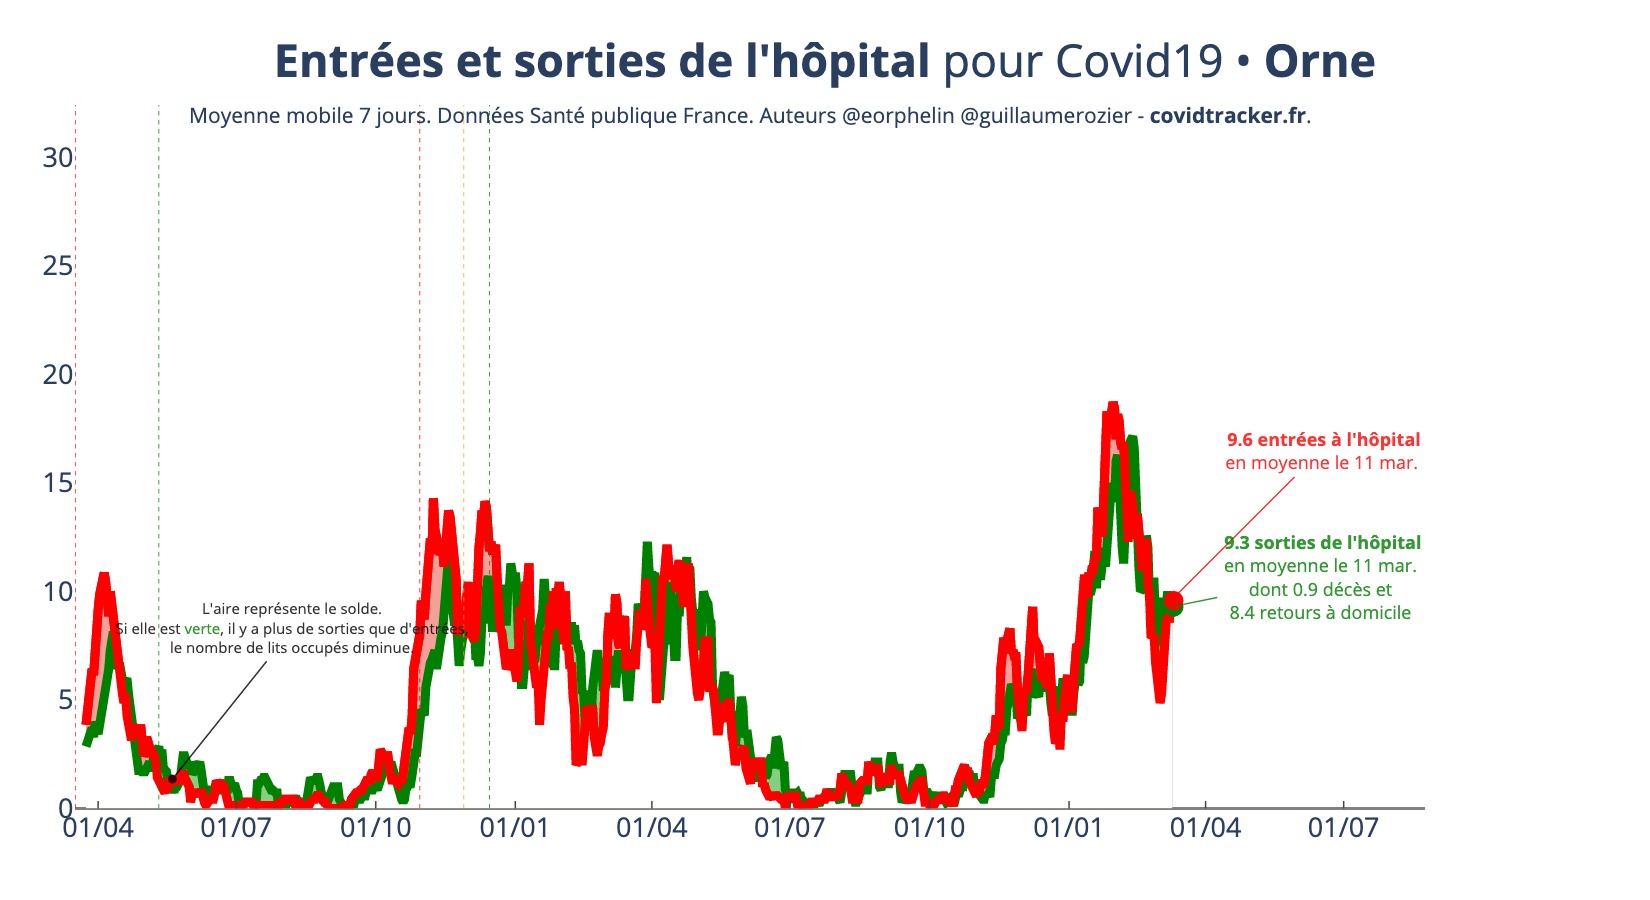 Entrées et sorties de l'hôpital pour Covid19 • Orne
Moyenne mobile 7 jours. Données Santé publique France. Auteurs @eorphelin @guillaumerozier - covidtracker.fr.
30
25
20
15
10
5
0
9.6 entrées à l'hôpital
en moyenne le 11 mar.
9.3 sorties de l'hôpital
en moyenne le 11 mar.
dont 0.9 décès et
8.4 retours à domicile
L'aire représente le solde.
Si elle est verte, il y a plus de sorties que d'entrées,
le nombre de lits occupés diminue.
01/04 01/07 01/10 01/01 01/04 01/07 01/10 01/01 01/04 01/07